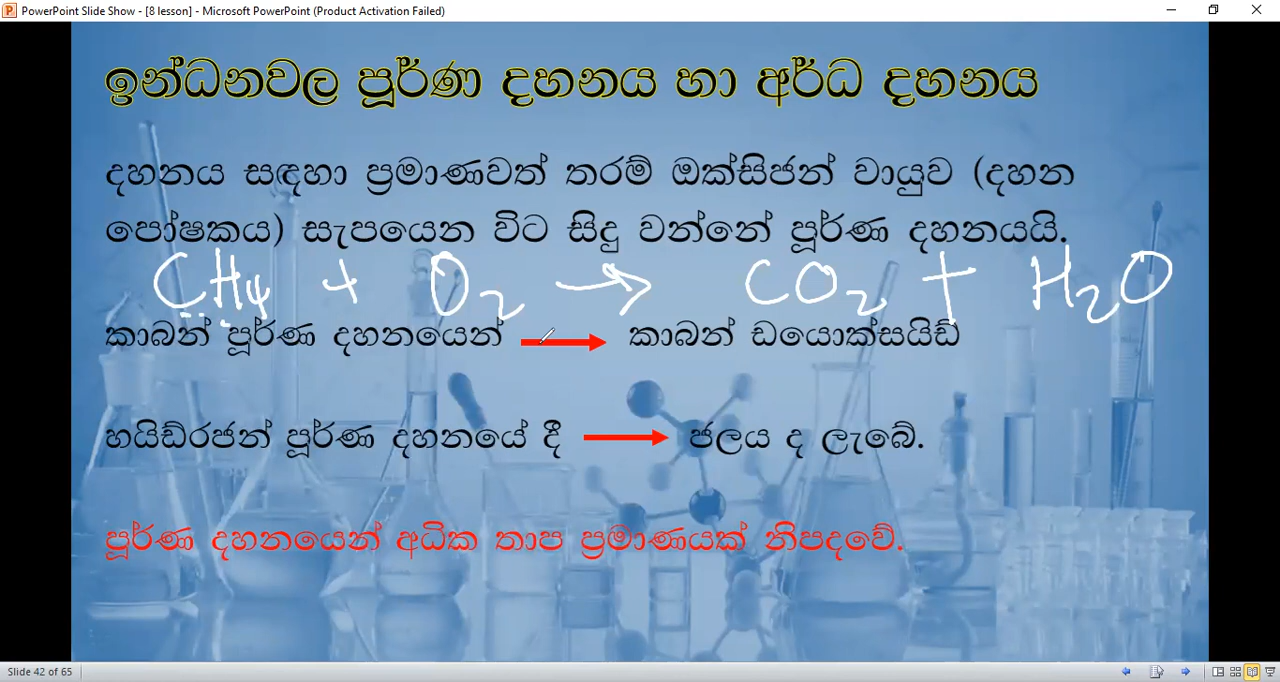 PowerPoint Slide Show - [8 lesson] - Microsoft PowerPoint (Product Activation Failed)
ඉන්ධනවල පූර්ණ දහනය හා අර්ධ දහනය
දහනය සඳහා ප්‍රමාණවත් තරම් ඔක්සිජන් වායුව (දහන
පෝෂකය) සැපයෙන විට සිදු වන්නේ පූර්ණ දහනයයි.
CH4 + O2 → CO2 + H2O
කාබන් පූර්ණ දහනයෙන් → කාබන් ඩයොක්සයිඩ්
හයිඩ්රජන් පූර්ණ දහනයේ දී → ජලය ද ලැබේ.
පූර්ණ දහනයෙන් අධික තාප ප්‍රමාණයක් නිපදවේ.
Slide 42 of 65